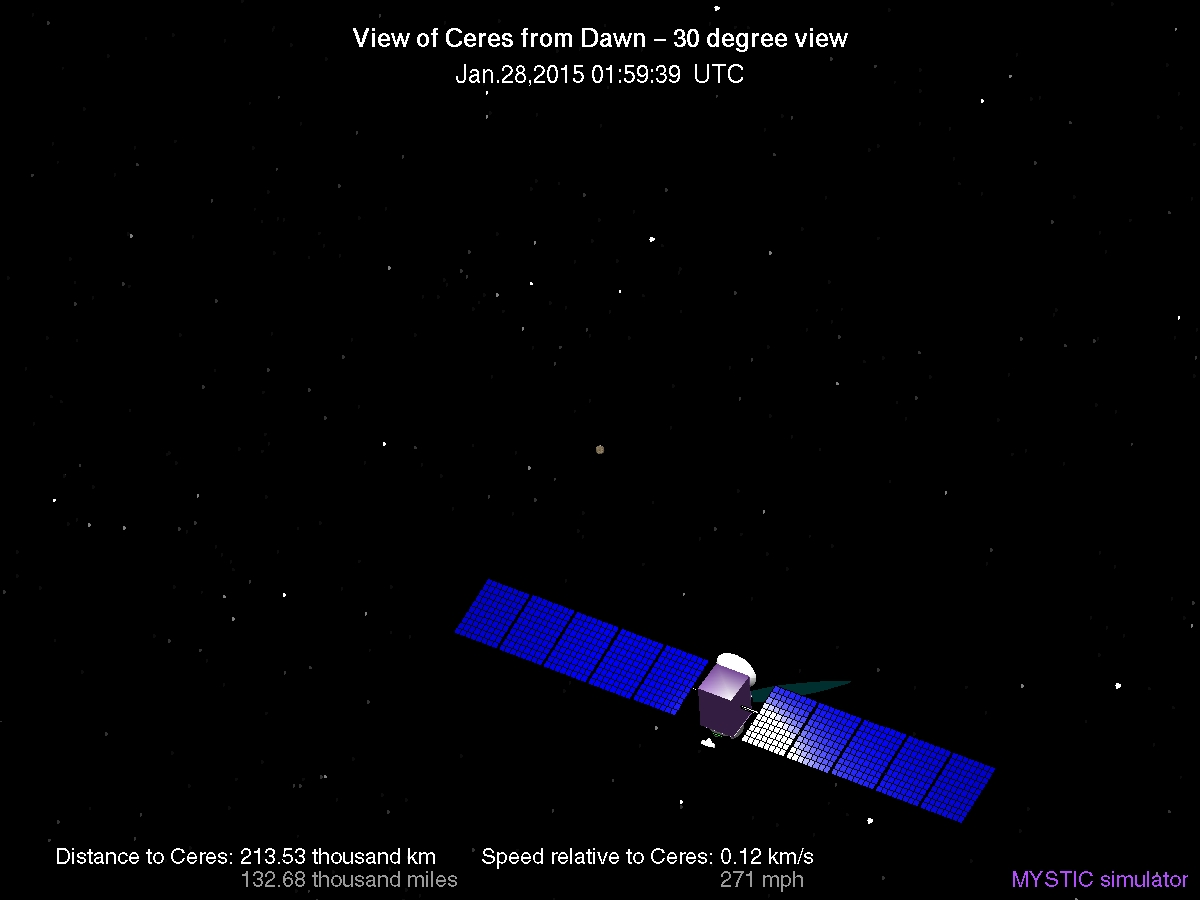 View of Ceres from Dawn – 30 degree view
Jan.28,2015 01:59:39 UTC
Distance to Ceres: 213.53 thousand km Speed relative to Ceres: 0.12 km/s
132.68 thousand miles 271 mph
MYSTIC simulator